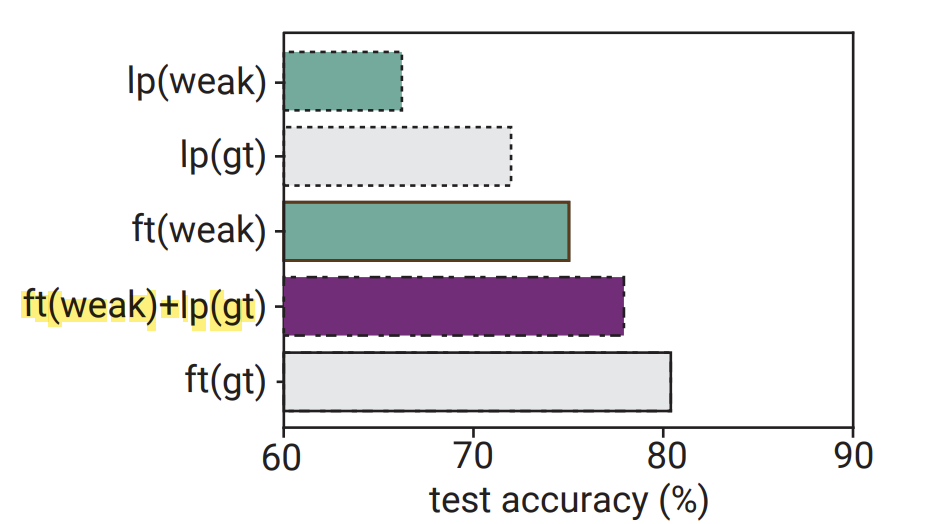 lp(weak)
lp(gt)
ft(weak)
ft(weak)+lp(gt)
ft(gt)
60 70 80 90
test accuracy (%)